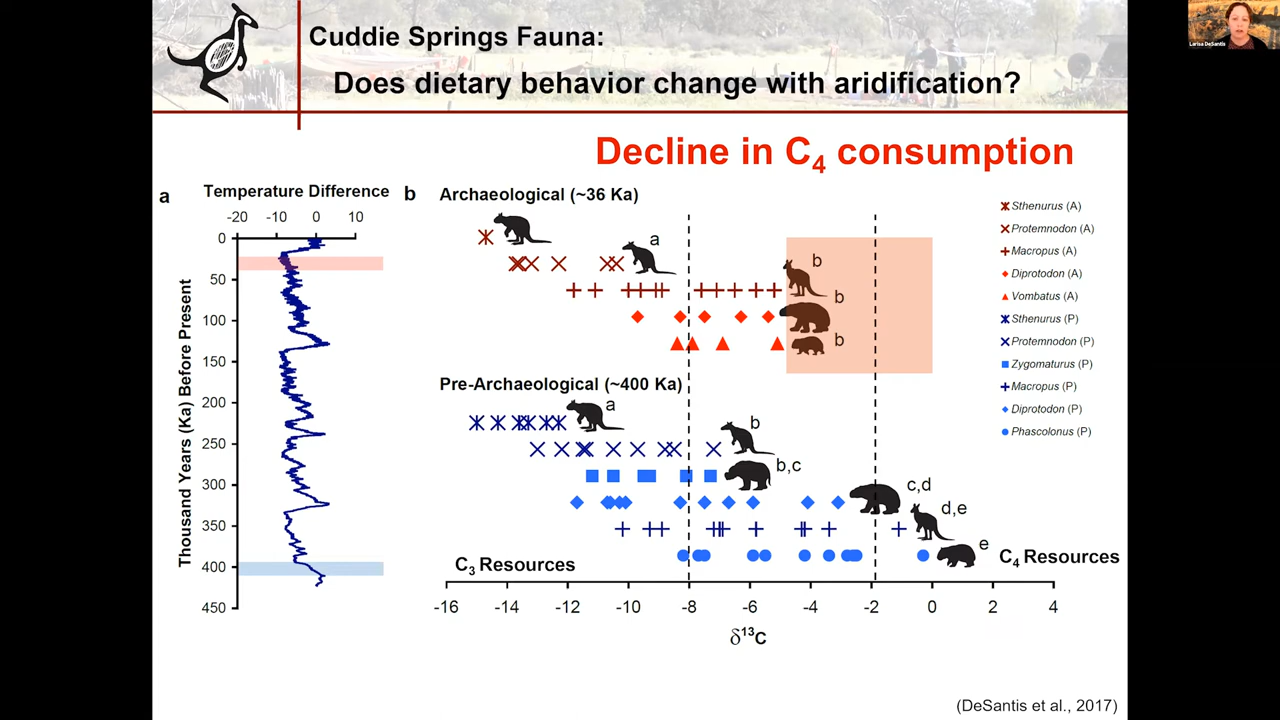 Cuddie Springs Fauna:
Does dietary behavior change with aridification?
Larisa DeSantis
Decline in C₄ consumption
a
Temperature Difference
-20 -10 0 10
0
50
100
150
200
250
300
350
400
450
Thousand Years (Ka) Before Present
b
Archaeological (~36 Ka)
a
b
b
b
Pre-Archaeological (~400 Ka)
a
b
b,c
c,d
d,e
e
C₃ Resources
C₄ Resources
-16 -14 -12 -10 -8 -6 -4 -2 0 2 4
δ¹³C
Sthenurus (A)
Protemnodon (A)
Macropus (A)
Diprotodon (A)
Vombatus (A)
Sthenurus (P)
Protemnodon (P)
Zygomaturus (P)
Macropus (P)
Diprotodon (P)
Phascolonus (P)
(DeSantis et al., 2017)